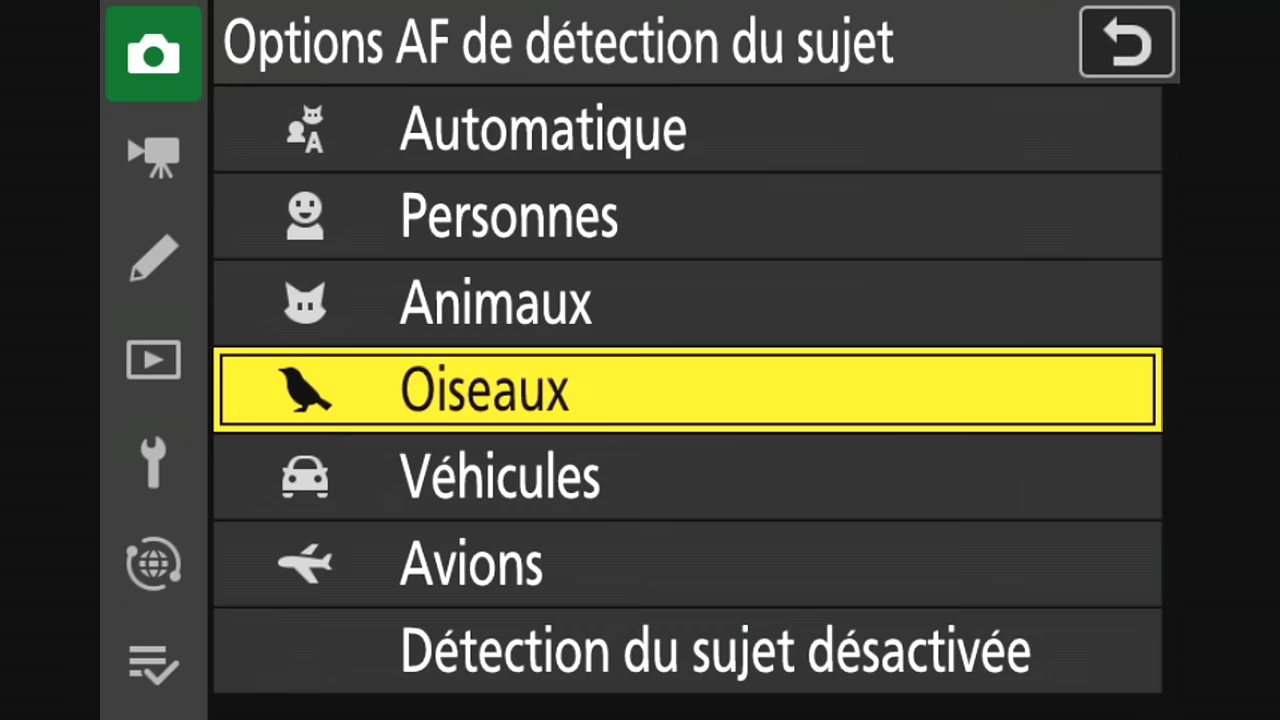 Options AF de détection du sujet
Automatique
Personnes
Animaux
Oiseaux
Véhicules
Avions
Détection du sujet désactivée